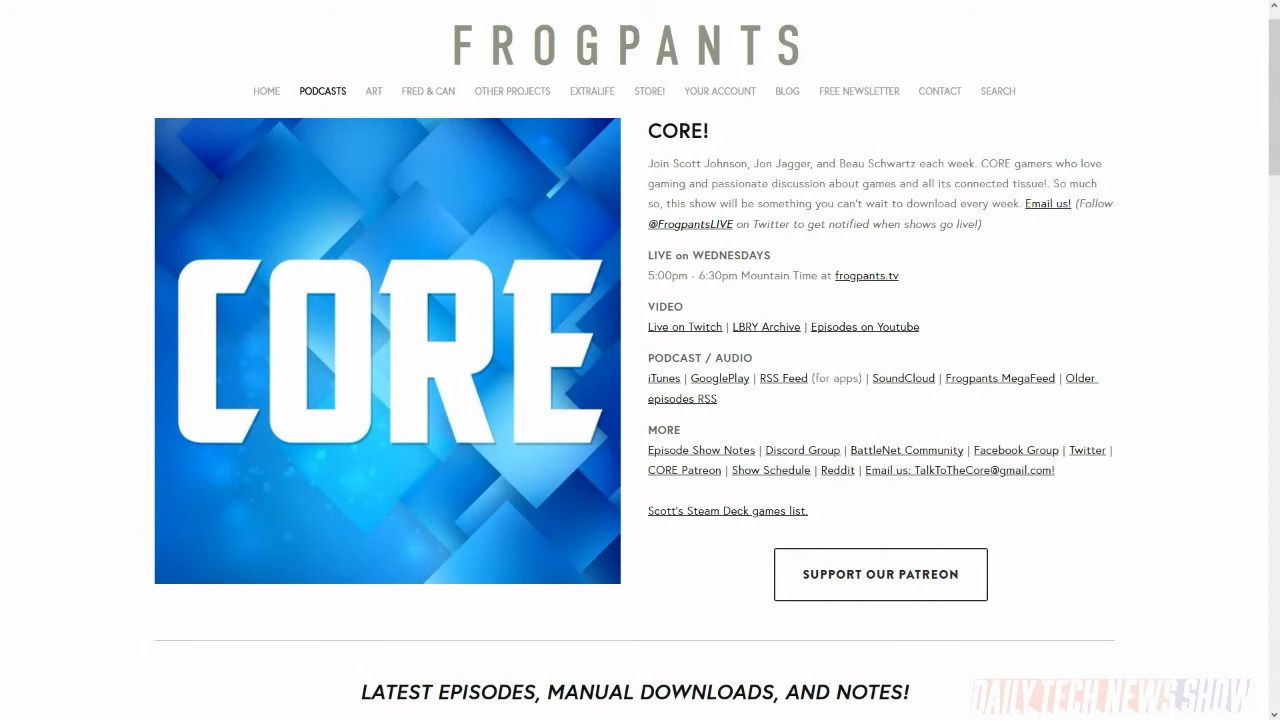 FROGPANTS
HOME PODCASTS ART FRED & CAN OTHER PROJECTS EXTRALIFE STORE! YOUR ACCOUNT BLOG FREE NEWSLETTER CONTACT SEARCH
CORE
CORE!
Join Scott Johnson, Jon Jagger, and Beau Schwartz each week. CORE gamers who love
gaming and passionate discussion about games and all its connected tissue!. So much
so, this show will be something you can't wait to download every week. Email us! (Follow
@FrogpantsLIVE on Twitter to get notified when shows go live!)
LIVE on WEDNESDAYS
5:00pm - 6:30pm Mountain Time at frogpants.tv
VIDEO
Live on Twitch | LBRY Archive | Episodes on Youtube
PODCAST / AUDIO
iTunes | GooglePlay | RSS Feed (for apps) | SoundCloud | Frogpants MegaFeed | Older
episodes RSS
MORE
Episode Show Notes | Discord Group | BattleNet Community | Facebook Group | Twitter |
CORE Patreon | Show Schedule | Reddit | Email us: TalkToTheCore@gmail.com!
Scott's Steam Deck games list.
SUPPORT OUR PATREON
LATEST EPISODES, MANUAL DOWNLOADS, AND NOTES!
DAILY TECH NEWS SHOW